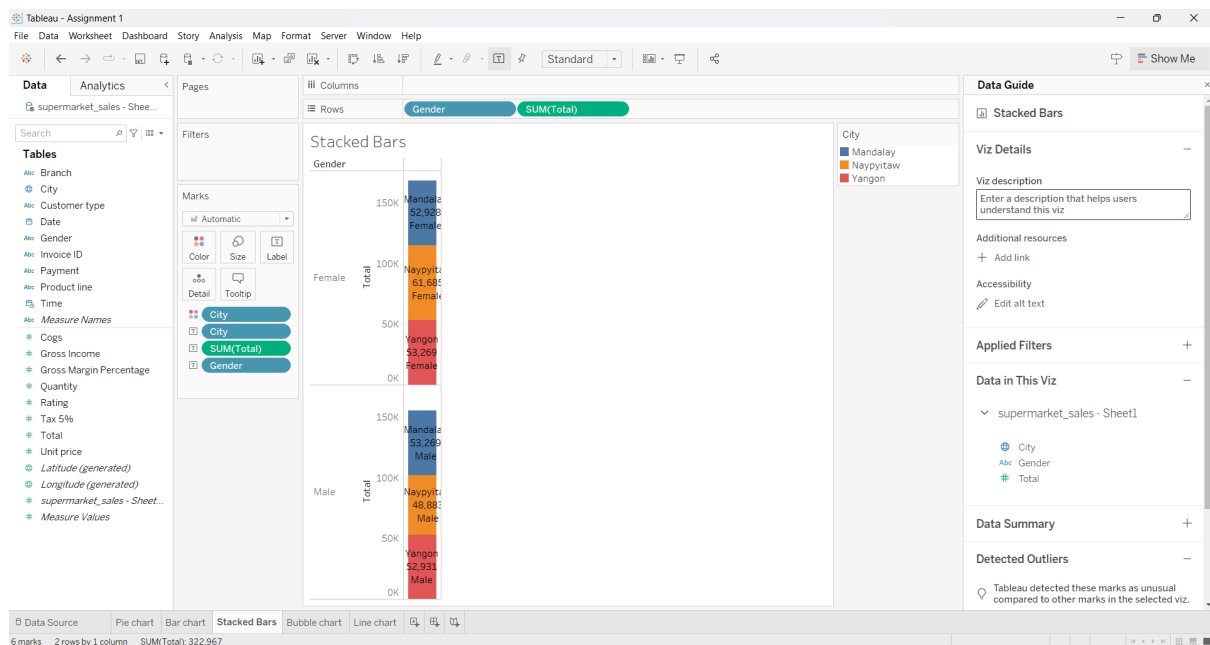 Tableau - Assignment 1
File Data Worksheet Dashboard Story Analysis Map Format Server Window Help
Standard
Show Me
Data Analytics
supermarket_sales - Shee...
Search
Tables
Abc Branch
City
Abc Customer type
Date
Abc Gender
Abc Invoice ID
Abc Payment
Abc Product line
Time
Abc Measure Names
# Cogs
# Gross Income
# Gross Margin Percentage
# Quantity
# Rating
# Tax 5%
# Total
# Unit price
Latitude (generated)
Longitude (generated)
# supermarket_sales - Sheet...
# Measure Values
Pages
Filters
Marks
Automatic
Color Size Label
Detail Tooltip
City
City
SUM(Total)
Gender
Columns
Rows Gender SUM(Total)
Stacked Bars
Gender
Female
Total
150K
100K
50K
0K
Mandala
52,928
Female
Naypyita
61,685
Female
Yangon
53,269
Female
Male
Total
150K
100K
50K
0K
Mandala
53,269
Male
Naypyita
48,883
Male
Yangon
52,931
Male
City
Mandalay
Naypyitaw
Yangon
Data Guide
Stacked Bars
Viz Details
Viz description
Enter a description that helps users
understand this viz
Additional resources
Add link
Accessibility
Edit alt text
Applied Filters
Data in This Viz
supermarket_sales - Sheet1
City
Abc Gender
# Total
Data Summary
Detected Outliers
Tableau detected these marks as unusual
compared to other marks in the selected viz.
Data Source Pie chart Bar chart Stacked Bars Bubble chart Line chart
6 marks 2 rows by 1 column SUM(Total): 322,967